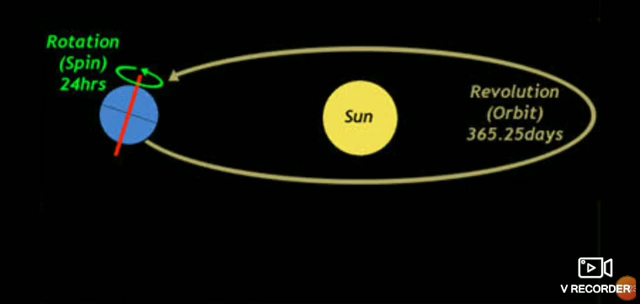 Rotation
(Spin)
24hrs
Sun
Revolution
(Orbit)
365.25days
V RECORDER